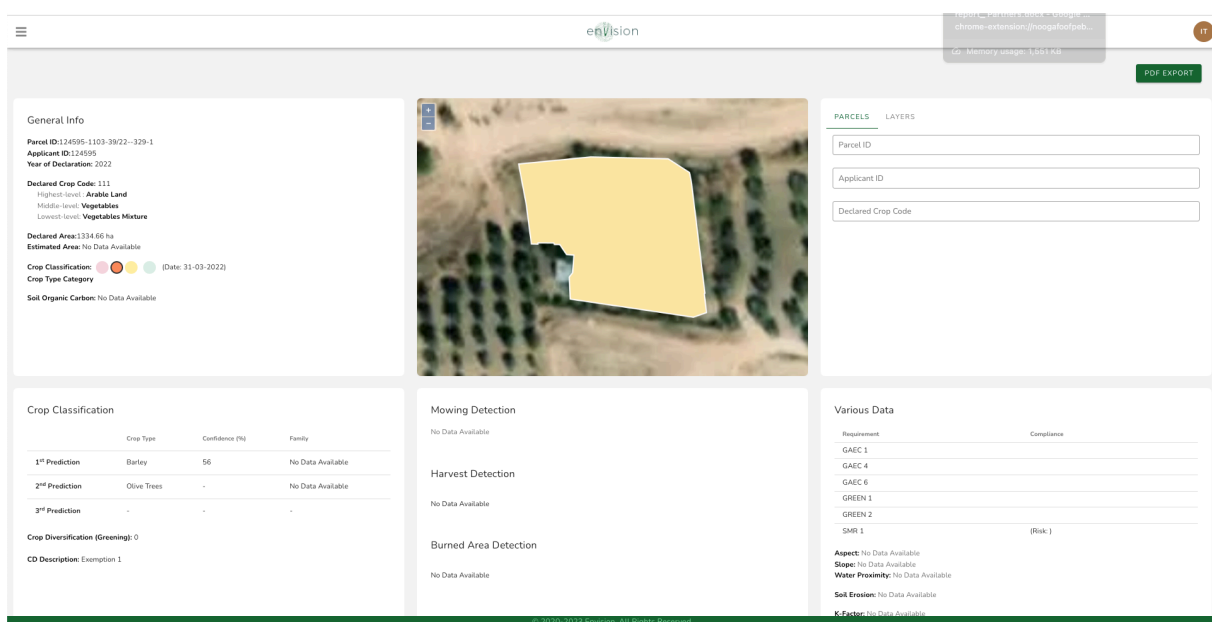 report_ Partners.docx - Google ...
chrome-extension://noogafoofpeb...
Memory usage: 1,551 KB
envision
IT
PDF EXPORT
General Info
Parcel ID:124595-1103-39/22--329-1
Applicant ID:124595
Year of Declaration: 2022
Declared Crop Code: 111
Highest-level : Arable Land
Middle-level: Vegetables
Lowest-level: Vegetables Mixture
Declared Area:1334.66 ha
Estimated Area: No Data Available
Crop Classification: (Date: 31-03-2022)
Crop Type Category
Soil Organic Carbon: No Data Available
+
-
PARCELS LAYERS
Parcel ID
Applicant ID
Declared Crop Code
Crop Classification
Crop Type Confidence (%) Family
1st Prediction Barley 56 No Data Available
2nd Prediction Olive Trees - No Data Available
3rd Prediction - - -
Crop Diversification (Greening): 0
CD Description: Exemption 1
Mowing Detection
No Data Available
Harvest Detection
No Data Available
Burned Area Detection
No Data Available
Various Data
Requirement Compliance
GAEC 1
GAEC 4
GAEC 6
GREEN 1
GREEN 2
SMR 1 (Risk: )
Aspect: No Data Available
Slope: No Data Available
Water Proximity: No Data Available
Soil Erosion: No Data Available
K-Factor: No Data Available
© 2020-2023 Envision. All Rights Reserved